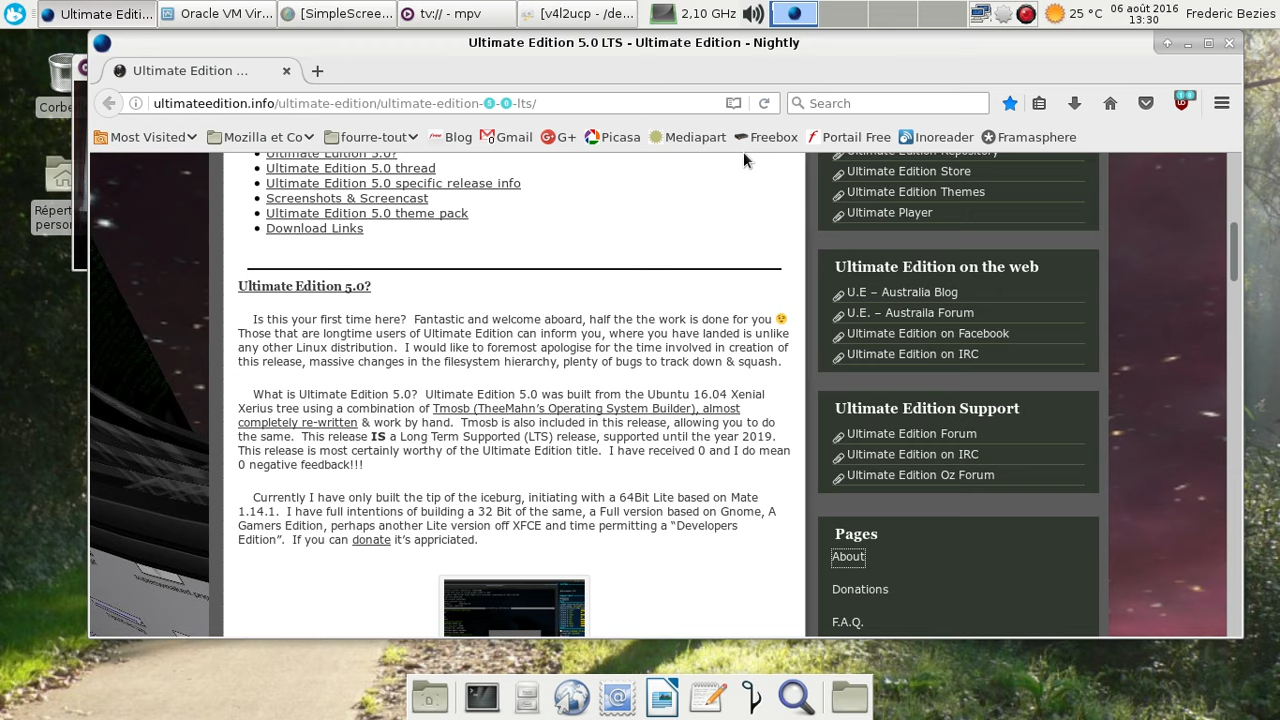 Ultimate Editi...
Oracle VM Vir...
[SimpleScree...
tv:// - mpv
[v4l2ucp - /de...
2,10 GHz
25 °C
06 août 2016
13:30
Frederic Bezies
Ultimate Edition 5.0 LTS - Ultimate Edition - Nightly
Ultimate Edition ...
ultimateedition.info/ultimate-edition/ultimate-edition-5-0-lts/
Search
Most Visited
Mozilla et Co
fourre-tout
Blog
Gmail
G+
Picasa
Mediapart
Freebox
Portail Free
Inoreader
Framasphere
Corbe
Répert
person
Ultimate Edition 5.0?
Ultimate Edition 5.0 thread
Ultimate Edition 5.0 specific release info
Screenshots & Screencast
Ultimate Edition 5.0 theme pack
Download Links
Ultimate Edition 5.0?
Is this your first time here? Fantastic and welcome aboard, half the the work is done for you 😉
Those that are longtime users of Ultimate Edition can inform you, where you have landed is unlike
any other Linux distribution. I would like to foremost apologise for the time involved in creation of
this release, massive changes in the filesystem hierarchy, plenty of bugs to track down & squash.
What is Ultimate Edition 5.0? Ultimate Edition 5.0 was built from the Ubuntu 16.04 Xenial
Xerius tree using a combination of Tmosb (TheeMahn's Operating System Builder), almost
completely re-written & work by hand. Tmosb is also included in this release, allowing you to do
the same. This release IS a Long Term Supported (LTS) release, supported until the year 2019.
This release is most certainly worthy of the Ultimate Edition title. I have received 0 and I do mean
0 negative feedback!!!
Currently I have only built the tip of the iceburg, initiating with a 64Bit Lite based on Mate
1.14.1. I have full intentions of building a 32 Bit of the same, a Full version based on Gnome, A
Gamers Edition, perhaps another Lite version off XFCE and time permitting a "Developers
Edition". If you can donate it's appriciated.
Ultimate Edition Repository
Ultimate Edition Store
Ultimate Edition Themes
Ultimate Player
Ultimate Edition on the web
U.E – Australia Blog
U.E. – Australia Forum
Ultimate Edition on Facebook
Ultimate Edition on IRC
Ultimate Edition Support
Ultimate Edition Forum
Ultimate Edition on IRC
Ultimate Edition Oz Forum
Pages
About
Donations
F.A.Q.